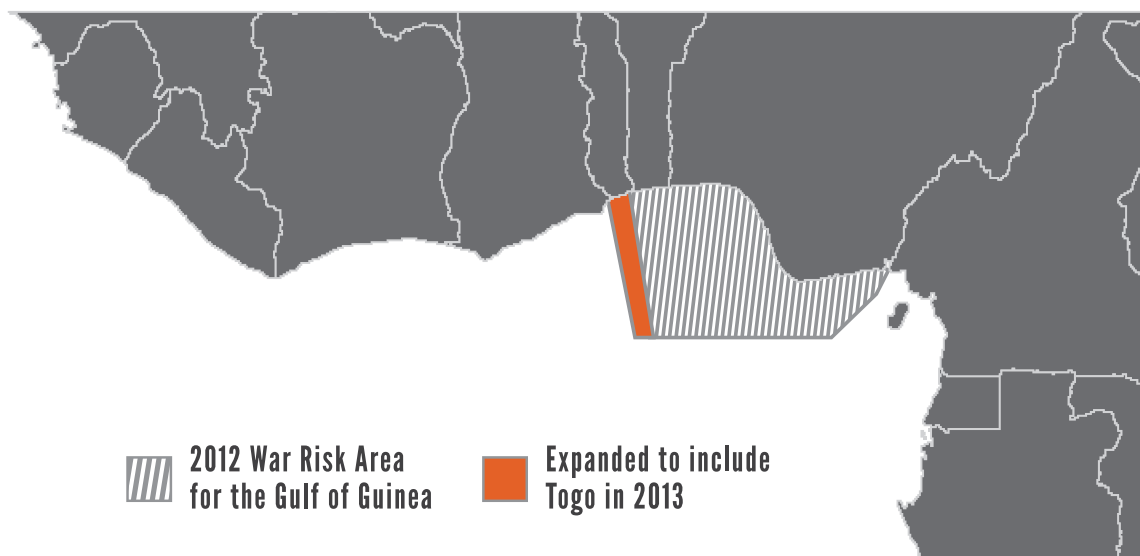 2012 War Risk Area
for the Gulf of Guinea
Expanded to include
Togo in 2013